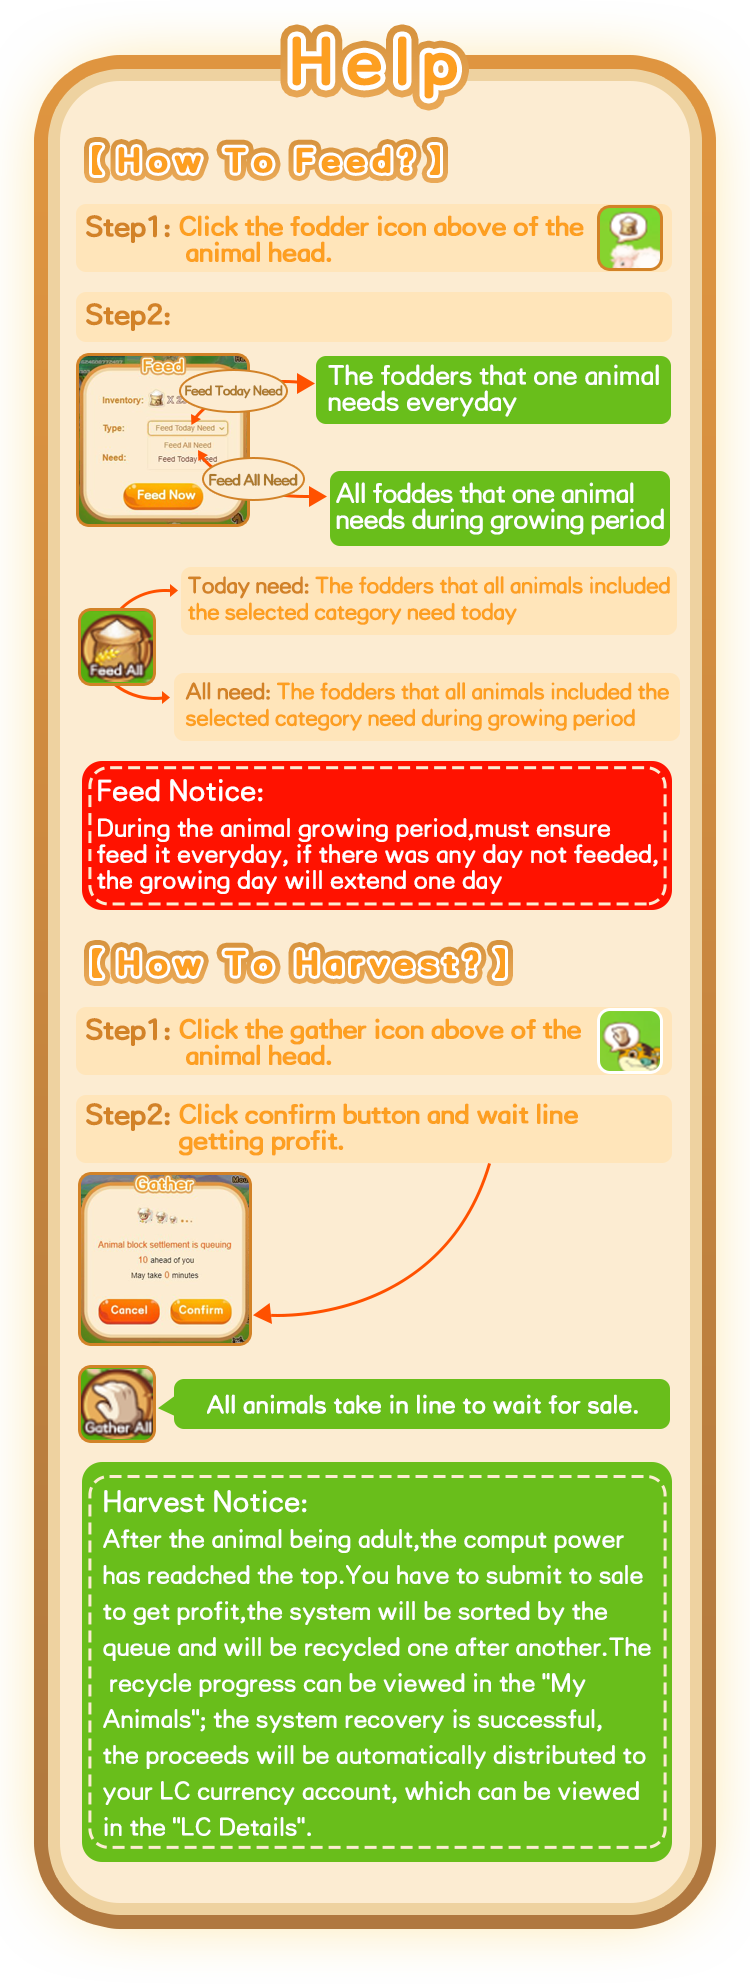 Help
【How To Feed?】
Step1: Click the fodder icon above of the
animal head.
Step2:
Feed
Inventory:
Feed Today Need
The fodders that one animal
needs everyday
Type: Feed Today Need
Feed All Need
Need: Feed Today
Feed All Need
Feed Now
All foddes that one animal
needs during growing period
Today need: The fodders that all animals included
the selected category need today
Feed All
All need: The fodders that all animals included the
selected category need during growing period
Feed Notice:
During the animal growing period,must ensure
feed it everyday, if there was any day not feeded,
the growing day will extend one day
【How To Harvest?】
Step1: Click the gather icon above of the
animal head.
Step2: Click confirm button and wait line
getting profit.
Gather
Animal block settlement is queuing
10 ahead of you
May take 0 minutes
Cancel Confirm
Gather All
All animals take in line to wait for sale.
Harvest Notice:
After the animal being adult,the comput power
has readched the top.You have to submit to sale
to get profit,the system will be sorted by the
queue and will be recycled one after another.The
recycle progress can be viewed in the "My
Animals"; the system recovery is successful,
the proceeds will be automatically distributed to
your LC currency account, which can be viewed
in the "LC Details".